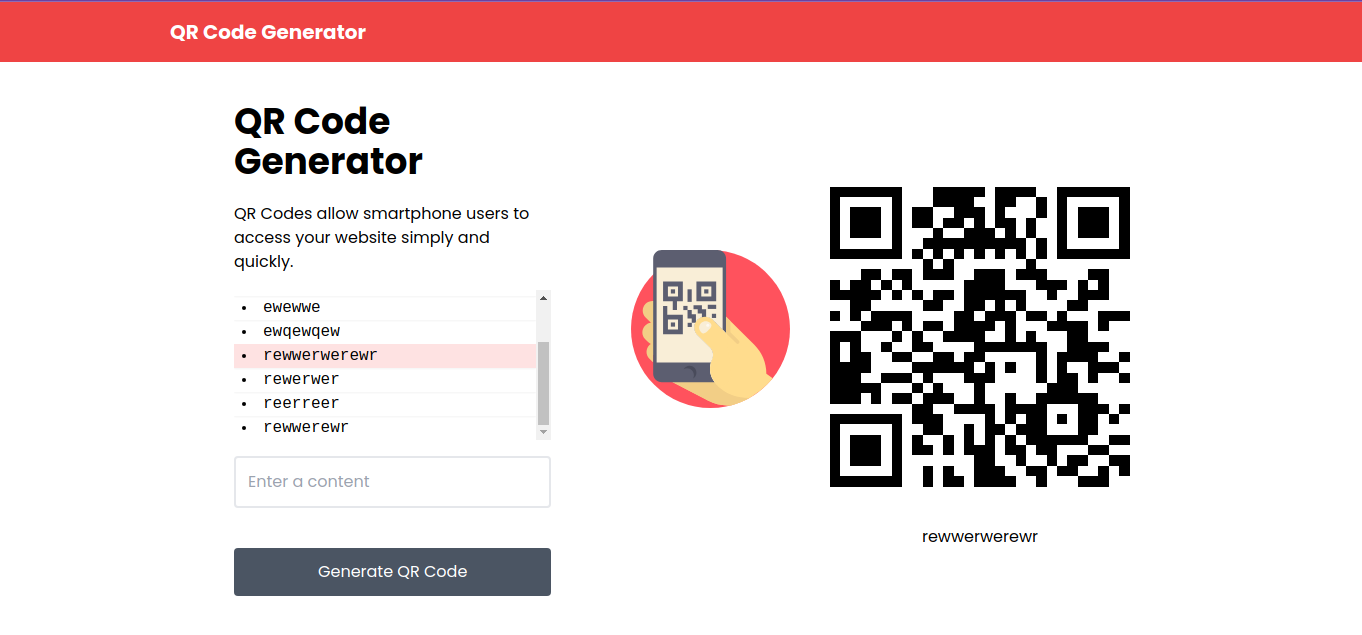 QR Code Generator
QR Code
Generator
QR Codes allow smartphone users to
access your website simply and
quickly.
ewewwe
ewqewqew
rewwerwerewr
rewerwer
reerreer
rewwerewr
Enter a content
Generate QR Code
rewwerwerewr